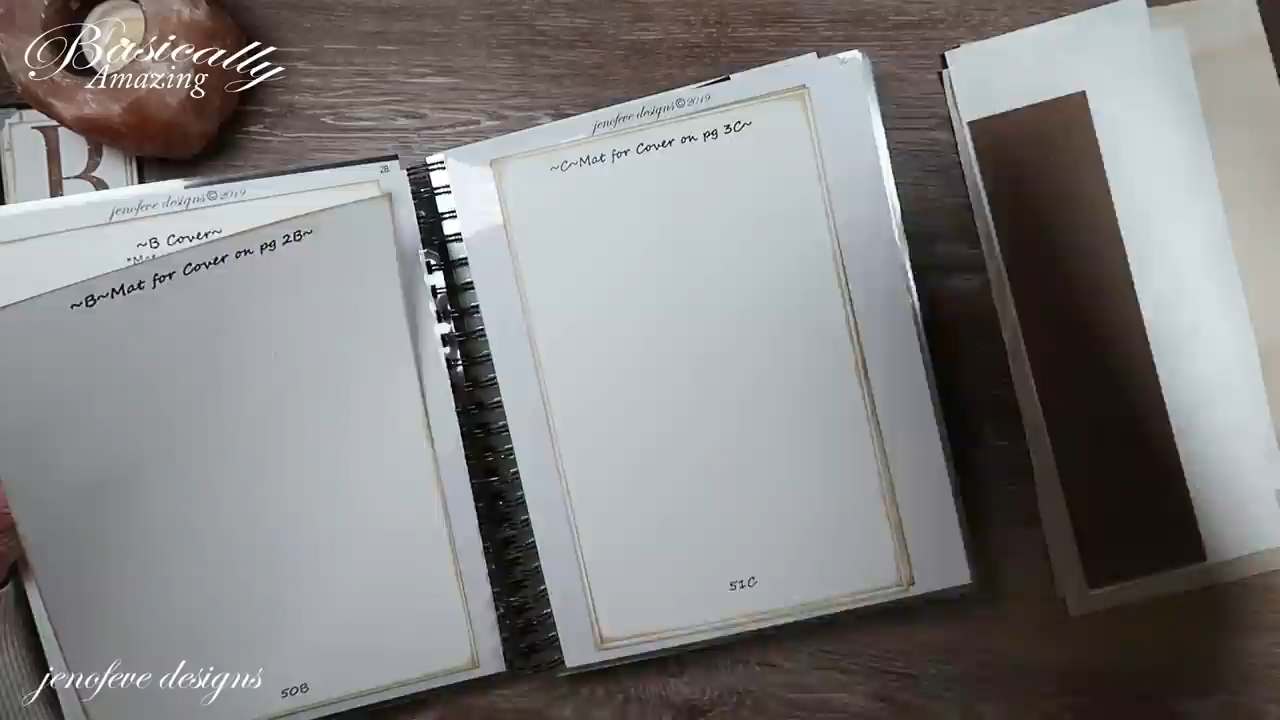 Basically
Amazing
B
2B
jenofeve designs©2019
~B Cover~
~B~Mat for Cover on pg 2B~
50B
jenofeve designs©2019
~C~Mat for Cover on pg 3C~
51C
jenofeve designs